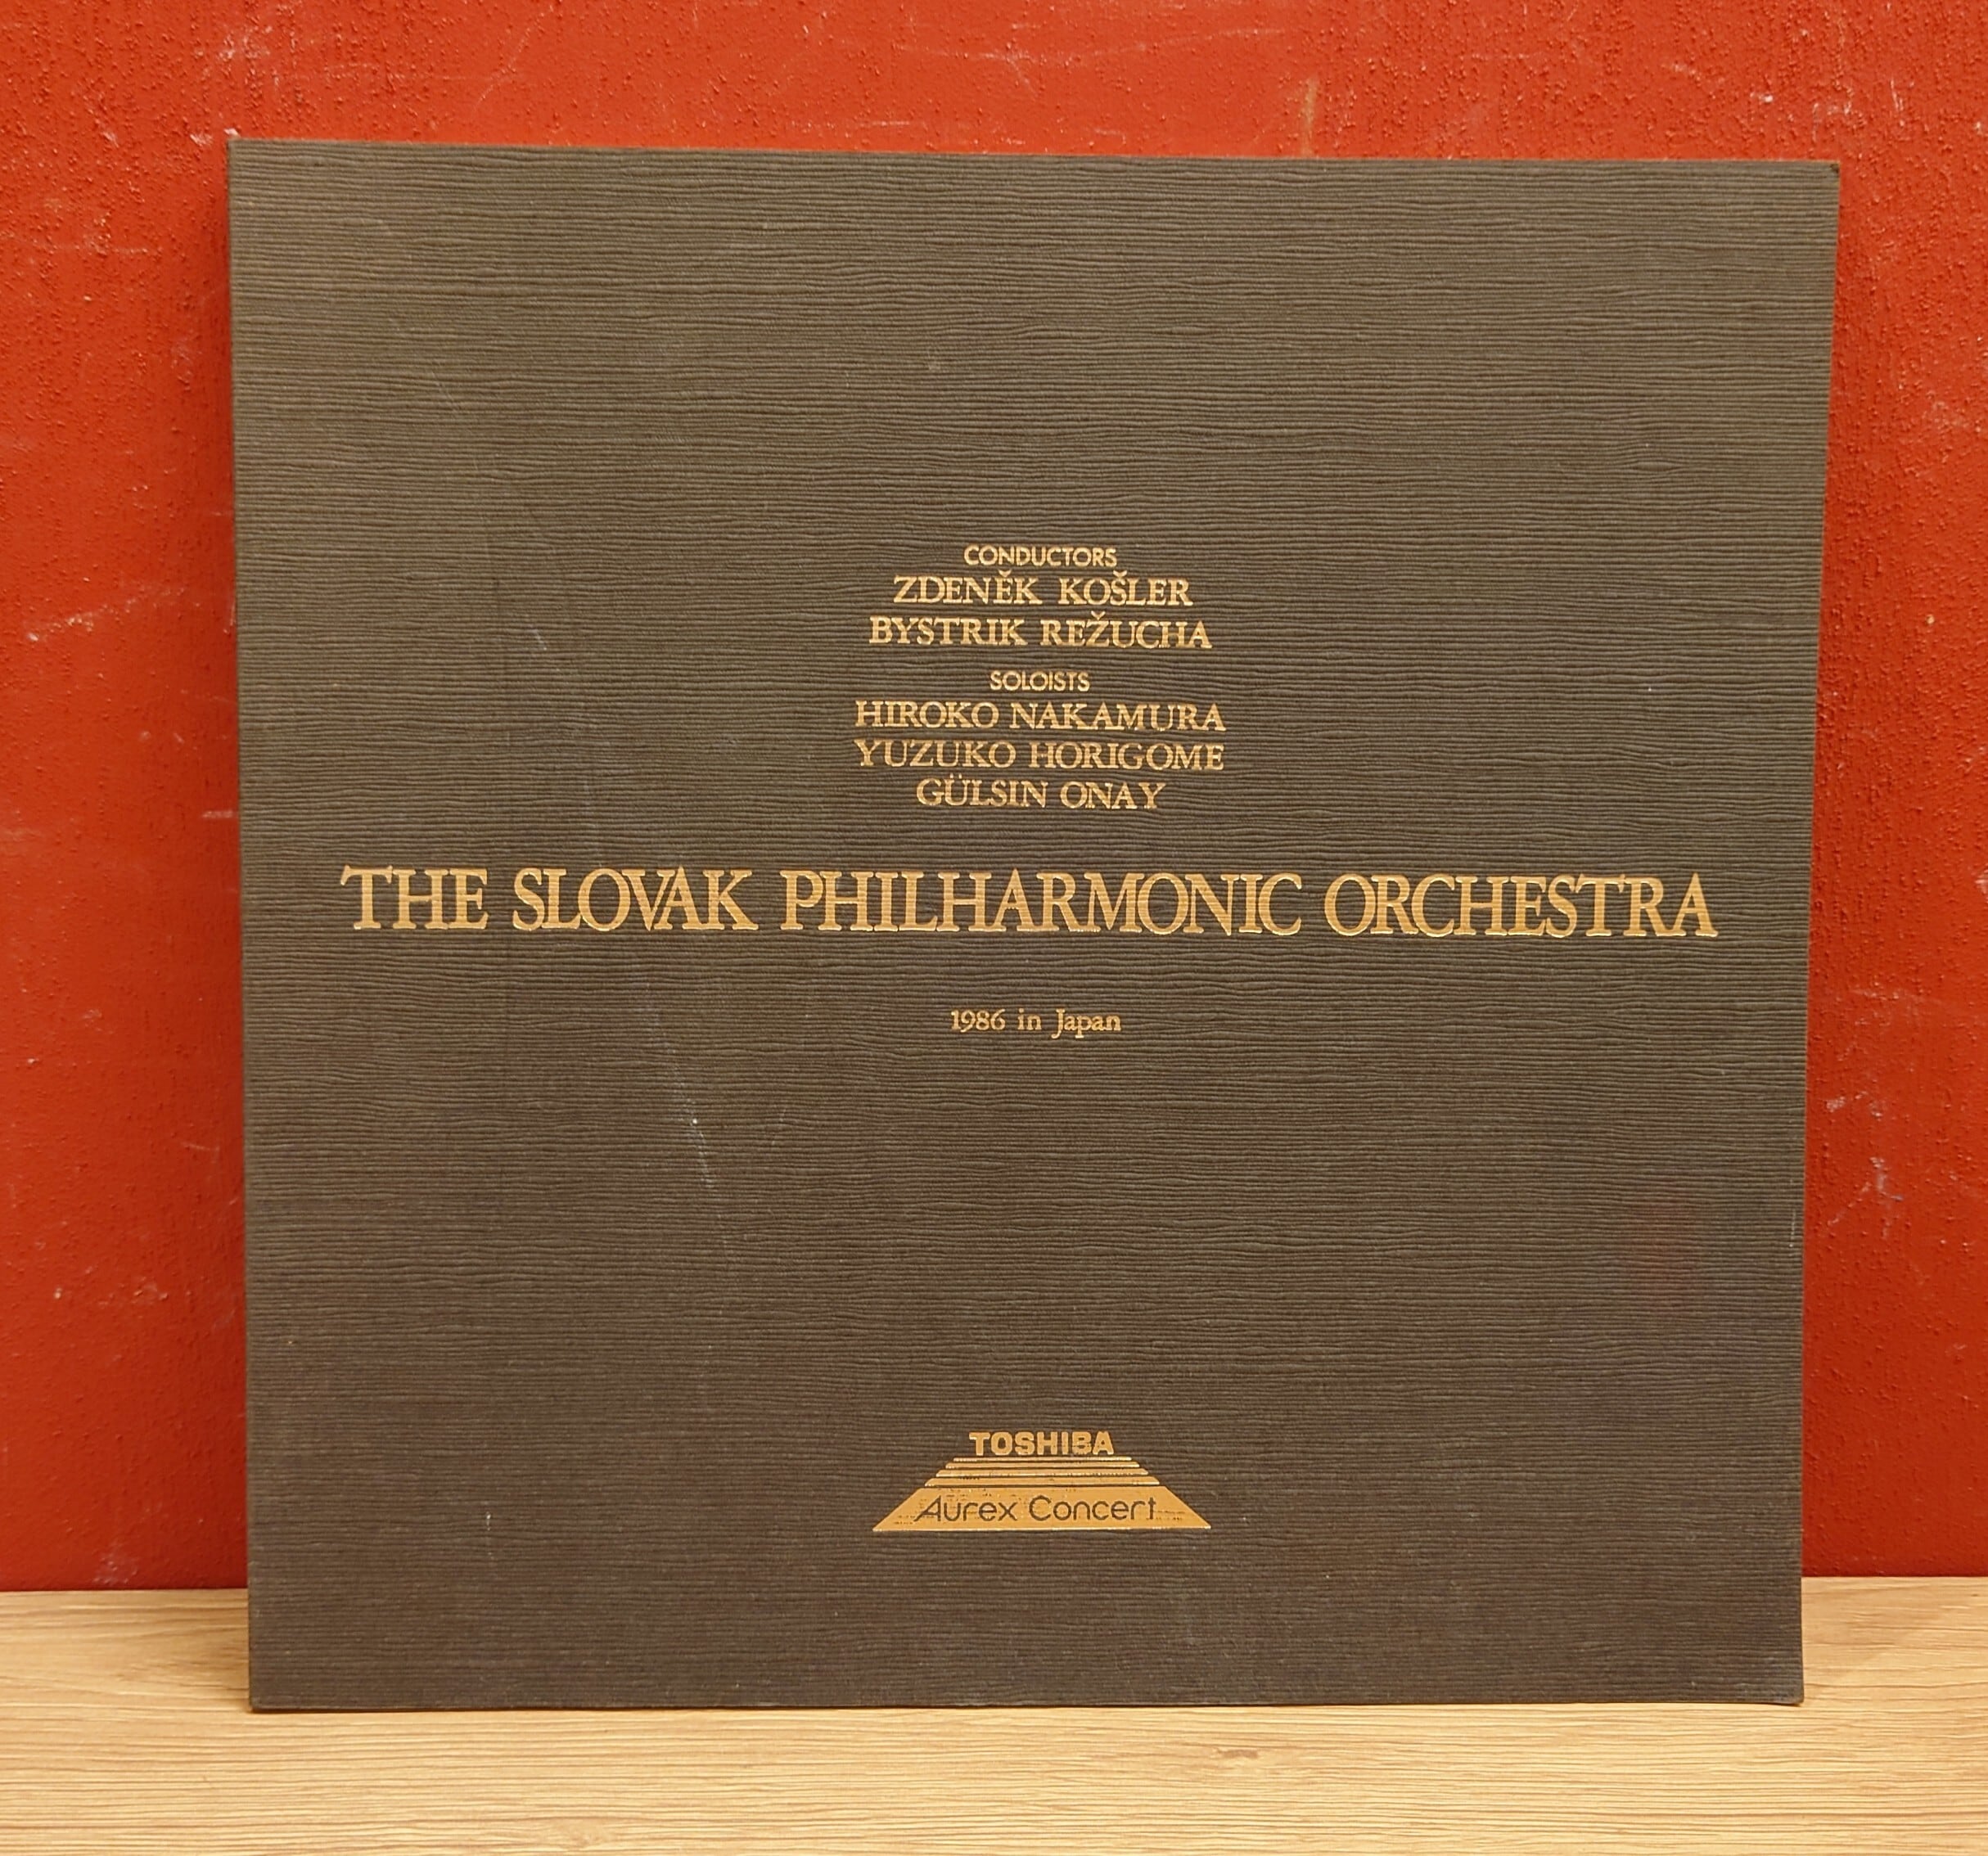 CONDUCTORS
ZDENĚK KOŠLER
BYSTRIK REŽUCHA
SOLOISTS
HIROKO NAKAMURA
YUZUKO HORIGOME
GÜLSIN ONAY
THE SLOVAK PHILHARMONIC ORCHESTRA
1986 in Japan
TOSHIBA
Aurex Concert